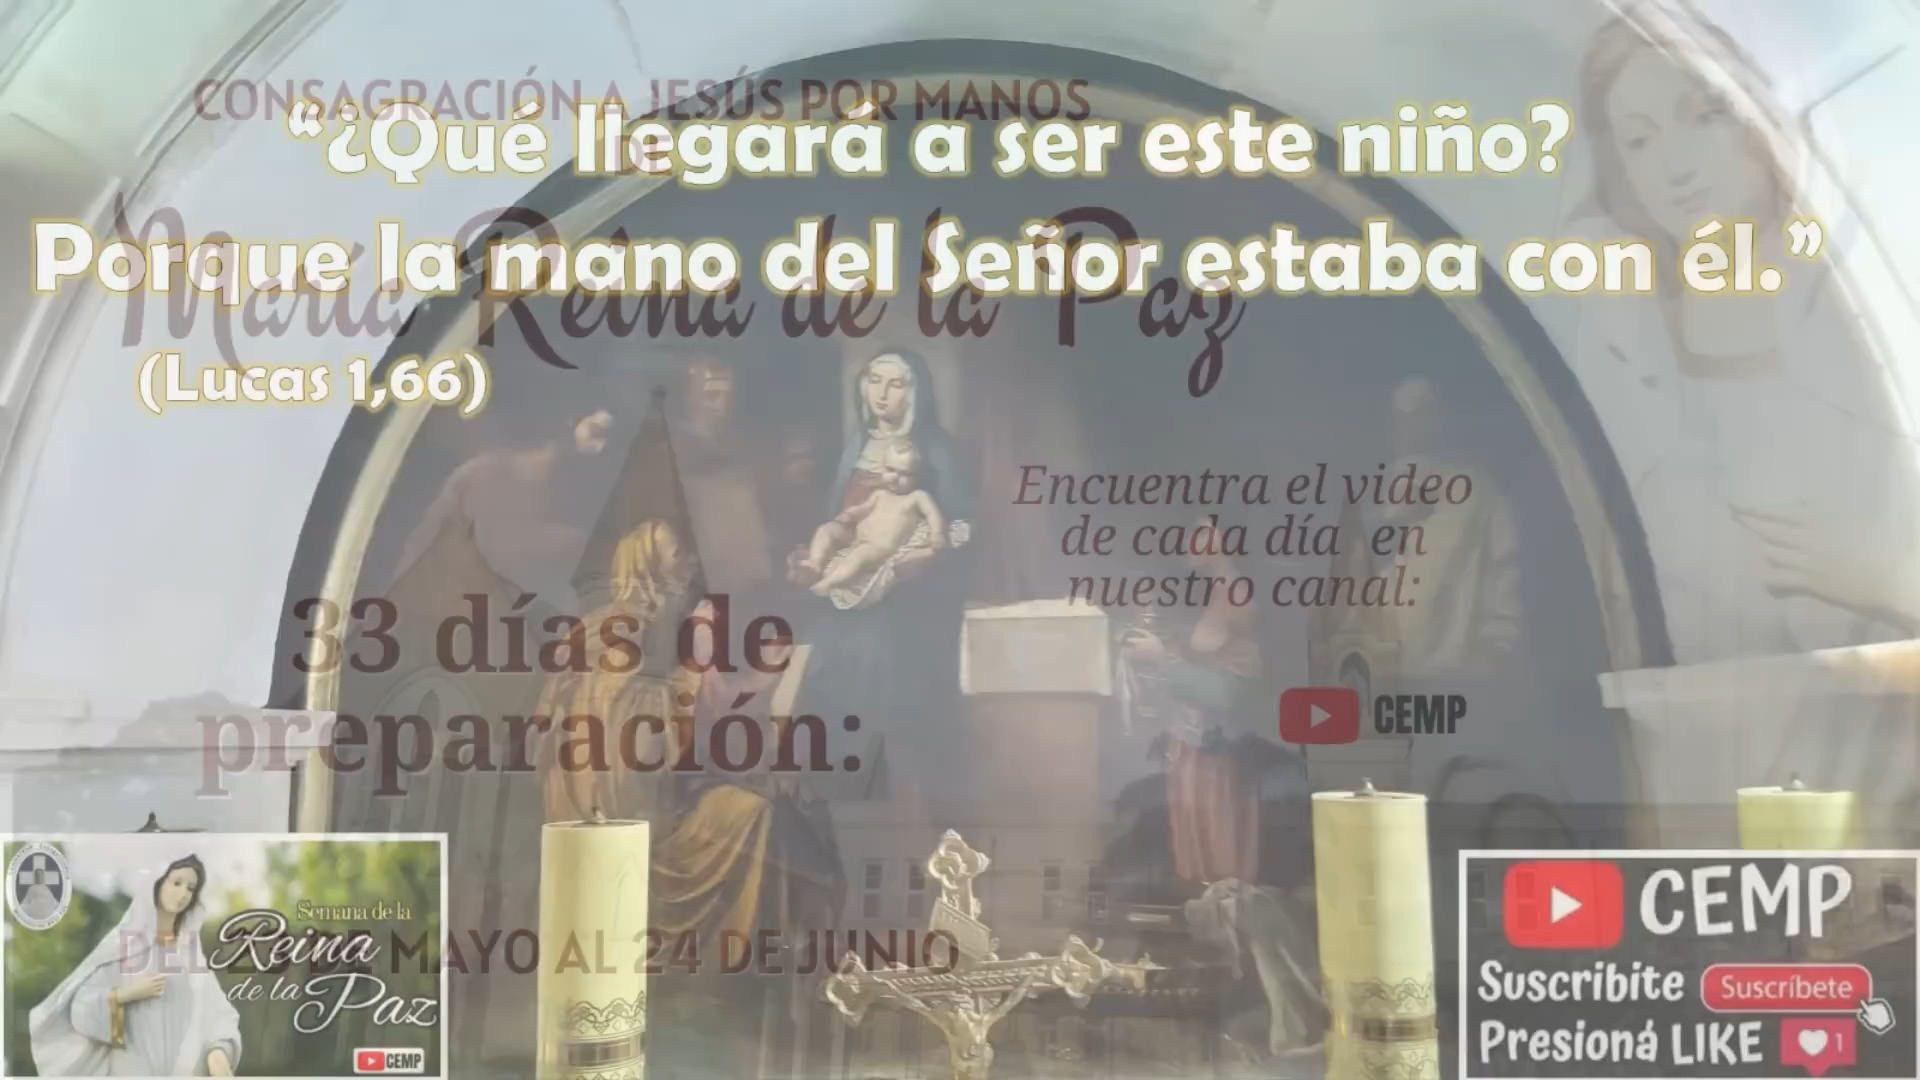 CONSAGRACIÓN A JESÚS POR MANOS
DE
María Reina de la Paz
“¿Qué llegará a ser este niño?
Porque la mano del Señor estaba con él.”
(Lucas 1,66)
Encuentra el video
de cada día en
nuestro canal:
CEMP
33 días de
preparación:
DEL DE MAYO AL 24 DE JUNIO
Semana de la
Reina
de la Paz
CEMP
CEMP
Suscribite Suscríbete
Presioná LIKE 1